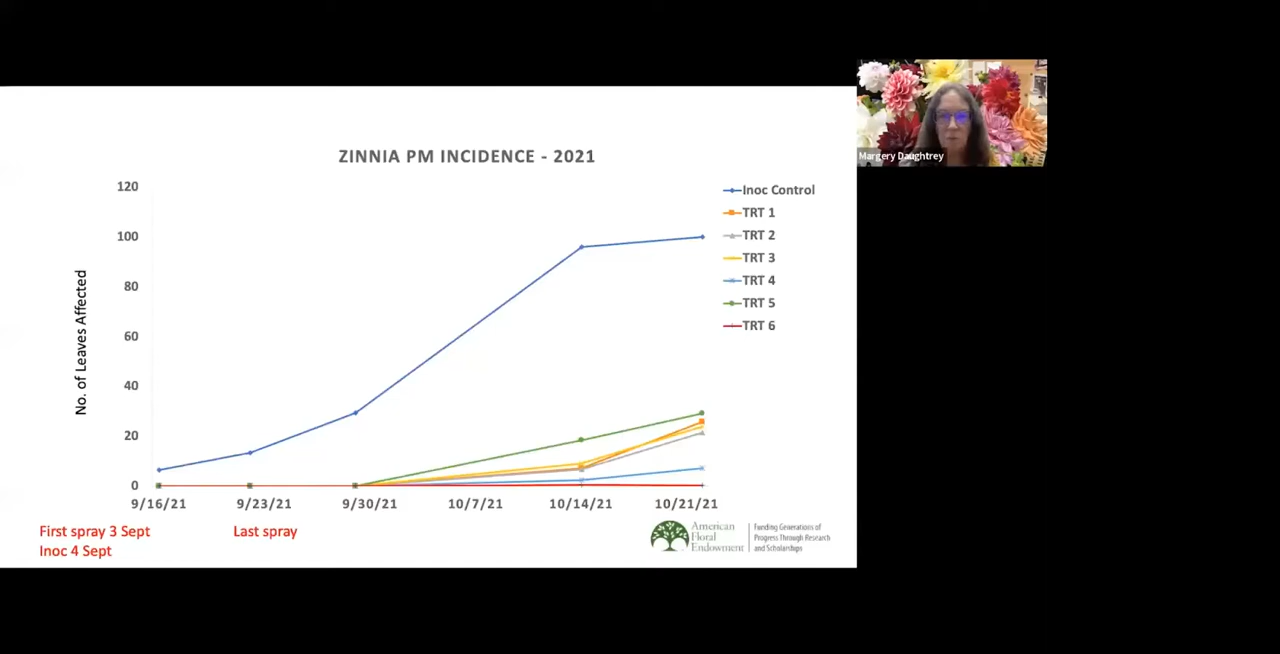 Margery Daughtrey
ZINNIA PM INCIDENCE - 2021
No. of Leaves Affected
120
100
80
60
40
20
0
9/16/21
9/23/21
9/30/21
10/7/21
10/14/21
10/21/21
Inoc Control
TRT 1
TRT 2
TRT 3
TRT 4
TRT 5
TRT 6
First spray 3 Sept
Inoc 4 Sept
Last spray
American
Floral
Endowment
Funding Generations of
Progress Through Research
and Scholarships